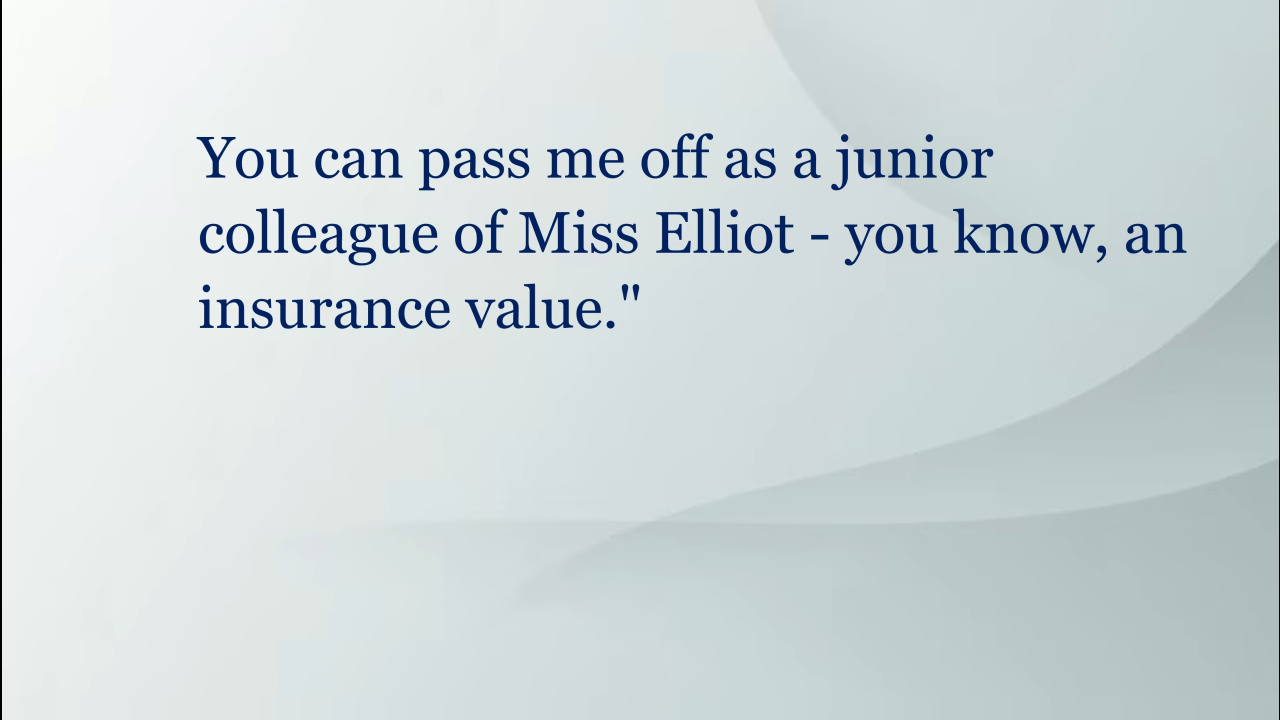 You can pass me off as a junior
colleague of Miss Elliot - you know, an
insurance value."